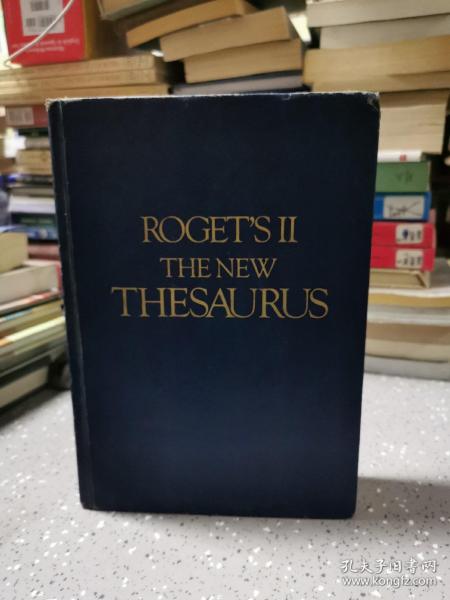 ROGET'S II
THE NEW
THESAURUS
孔夫子旧书网
www.kongfz.com